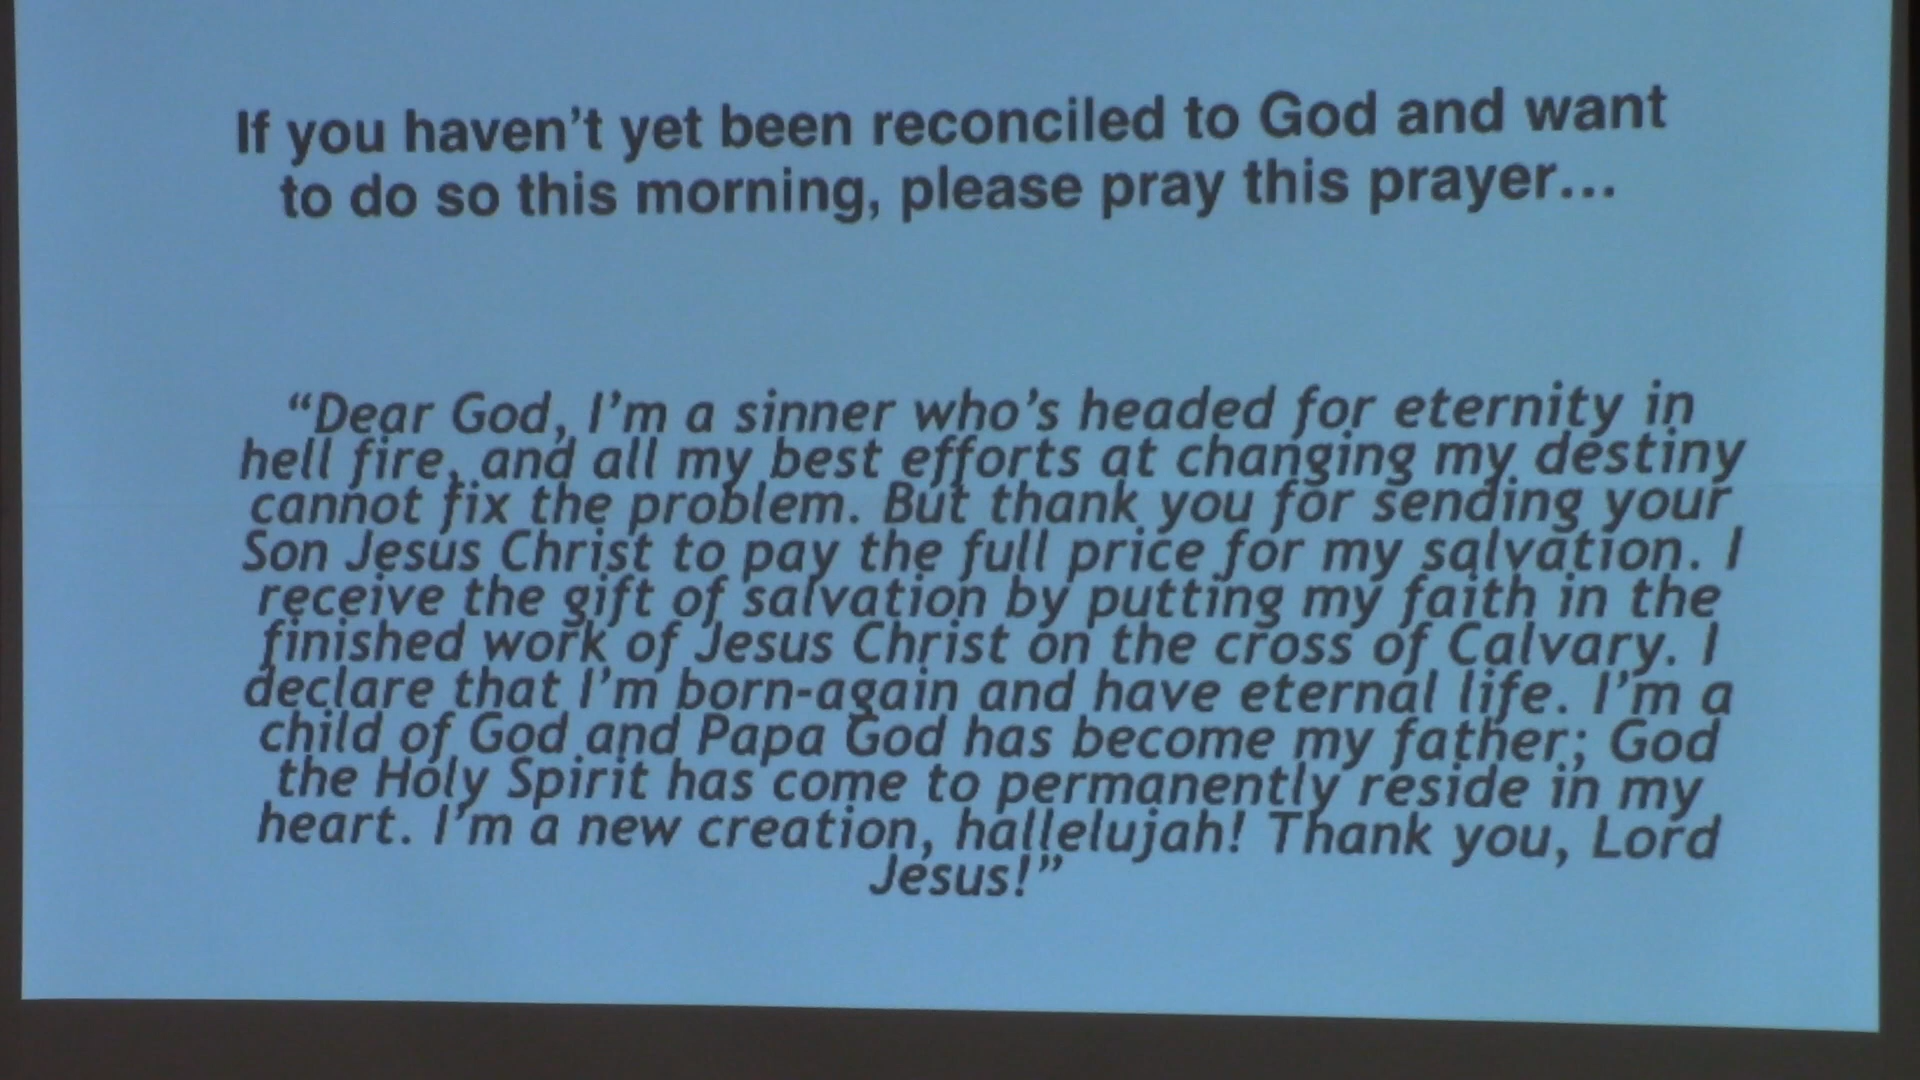 If you haven’t yet been reconciled to God and want
to do so this morning, please pray this prayer...
“Dear God, I’m a sinner who’s headed for eternity in
hell fire, and all my best efforts at changing my destiny
cannot fix the problem. But thank you for sending your
Son Jesus Christ to pay the full price for my salvation. I
receive the gift of salvation by putting my faith in the
finished work of Jesus Christ on the cross of Calvary. I
declare that I’m born-again and have eternal life. I’m a
child of God and Papa God has become my father; God
the Holy Spirit has come to permanently reside in my
heart. I’m a new creation, hallelujah! Thank you, Lord
Jesus!”